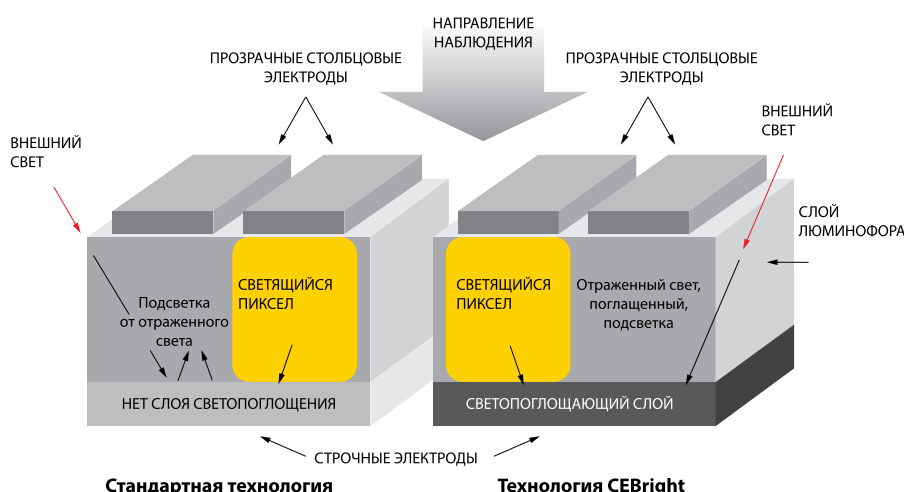 НАПРАВЛЕНИЕ
НАБЛЮДЕНИЯ
ПРОЗРАЧНЫЕ СТОЛБЦОВЫЕ
ЭЛЕКТРОДЫ
ПРОЗРАЧНЫЕ СТОЛБЦОВЫЕ
ЭЛЕКТРОДЫ
ВНЕШНИЙ
СВЕТ
ВНЕШНИЙ
СВЕТ
СЛОЙ
ЛЮМИНОФОРА
СВЕТЯЩИЙСЯ
ПИКСЕЛ
Подсветка
от отраженного
света
СВЕТЯЩИЙСЯ
ПИКСЕЛ
Отраженный свет,
поглащенный,
подсветка
НЕТ СЛОЯ СВЕТОПОГЛОЩЕНИЯ
СВЕТОПОГЛОЩАЮЩИЙ СЛОЙ
СТРОЧНЫЕ ЭЛЕКТРОДЫ
Стандартная технология
Технология CEBright